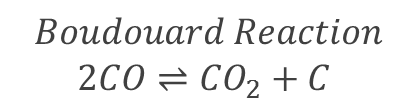 Boudouard Reaction
2CO ⇌ CO₂ + C